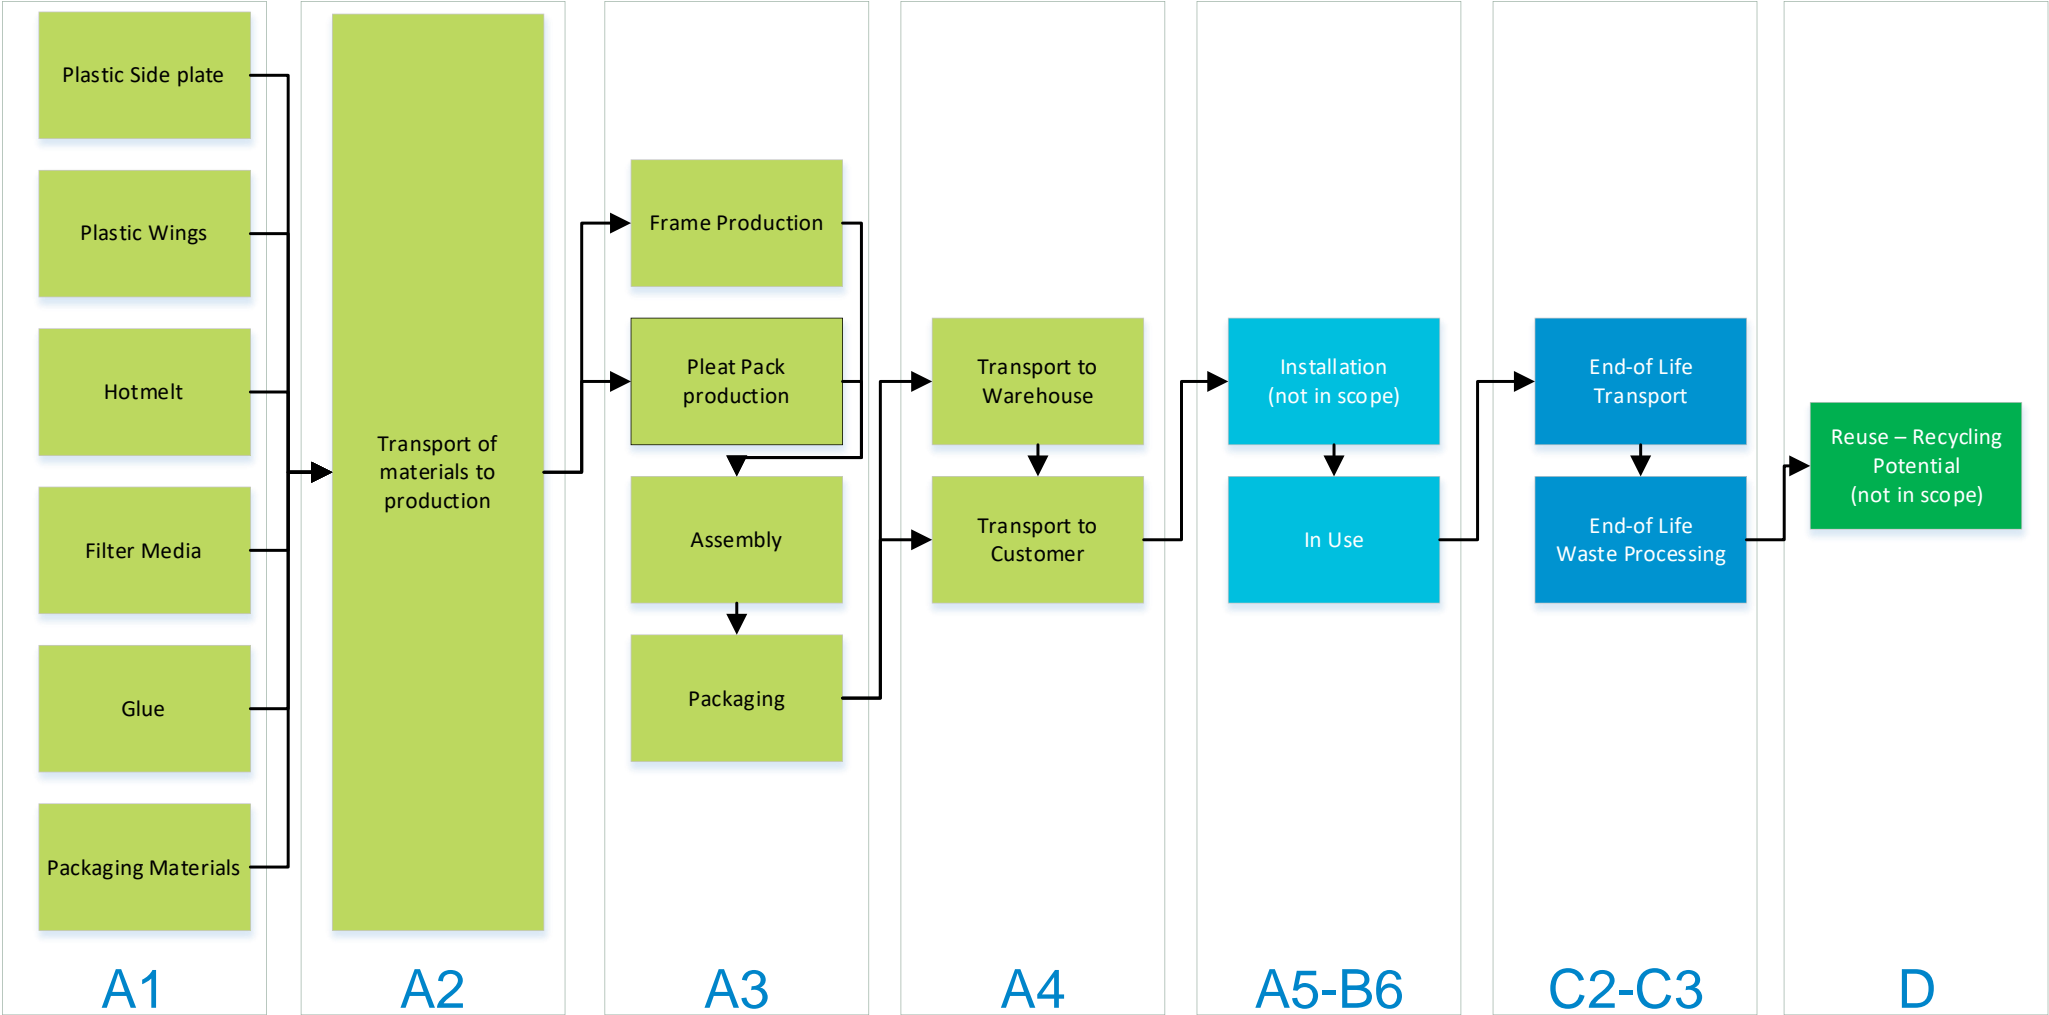 Plastic Side plate
Plastic Wings
Hotmelt
Filter Media
Glue
Packaging Materials
A1
Transport of
materials to
production
A2
Frame Production
Pleat Pack
production
Assembly
Packaging
A3
Transport to
Warehouse
Transport to
Customer
A4
Installation
(not in scope)
In Use
A5-B6
End-of Life
Transport
End-of Life
Waste Processing
C2-C3
Reuse – Recycling
Potential
(not in scope)
D